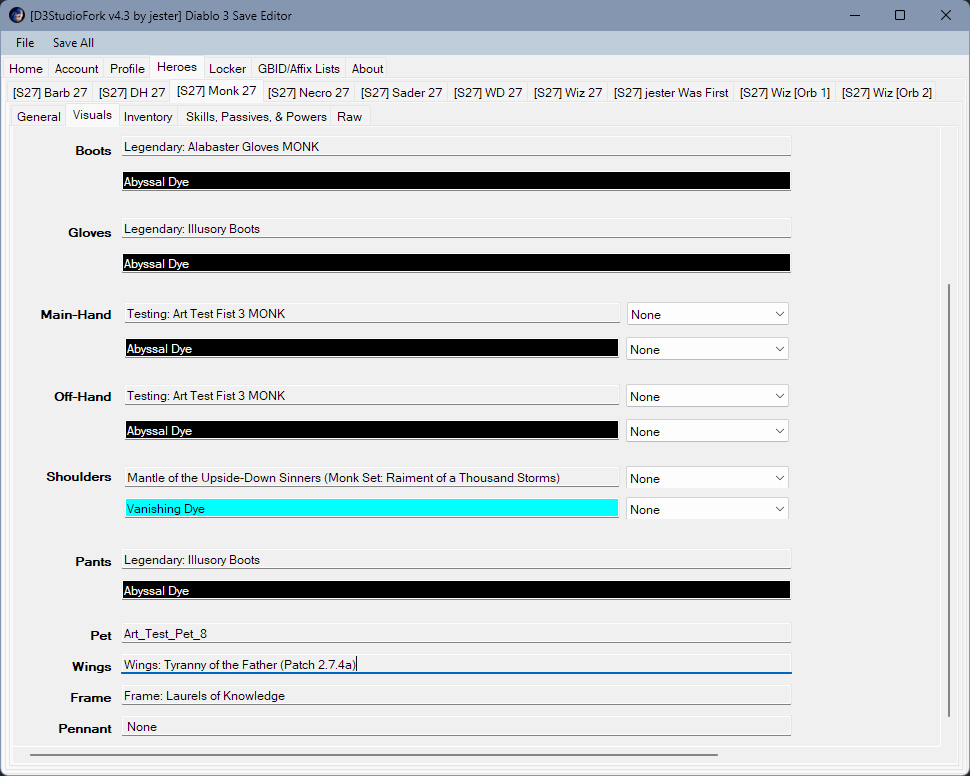 [D3StudioFork v4.3 by jester] Diablo 3 Save Editor
File Save All
Home Account Profile Heroes Locker GBID/Affix Lists About
[S27] Barb 27 [S27] DH 27 [S27] Monk 27 [S27] Necro 27 [S27] Sader 27 [S27] WD 27 [S27] Wiz 27 [S27] jester Was First [S27] Wiz [Orb 1] [S27] Wiz [Orb 2]
General Visuals Inventory Skills, Passives, & Powers Raw
Boots Legendary: Alabaster Gloves MONK
Abyssal Dye
Gloves Legendary: Illusory Boots
Abyssal Dye
Main-Hand Testing: Art Test Fist 3 MONK None
Abyssal Dye None
Off-Hand Testing: Art Test Fist 3 MONK None
Abyssal Dye None
Shoulders Mantle of the Upside-Down Sinners (Monk Set: Raiment of a Thousand Storms) None
Vanishing Dye None
Pants Legendary: Illusory Boots
Abyssal Dye
Pet Art_Test_Pet_8
Wings Wings: Tyranny of the Father (Patch 2.7.4a)
Frame Frame: Laurels of Knowledge
Pennant None